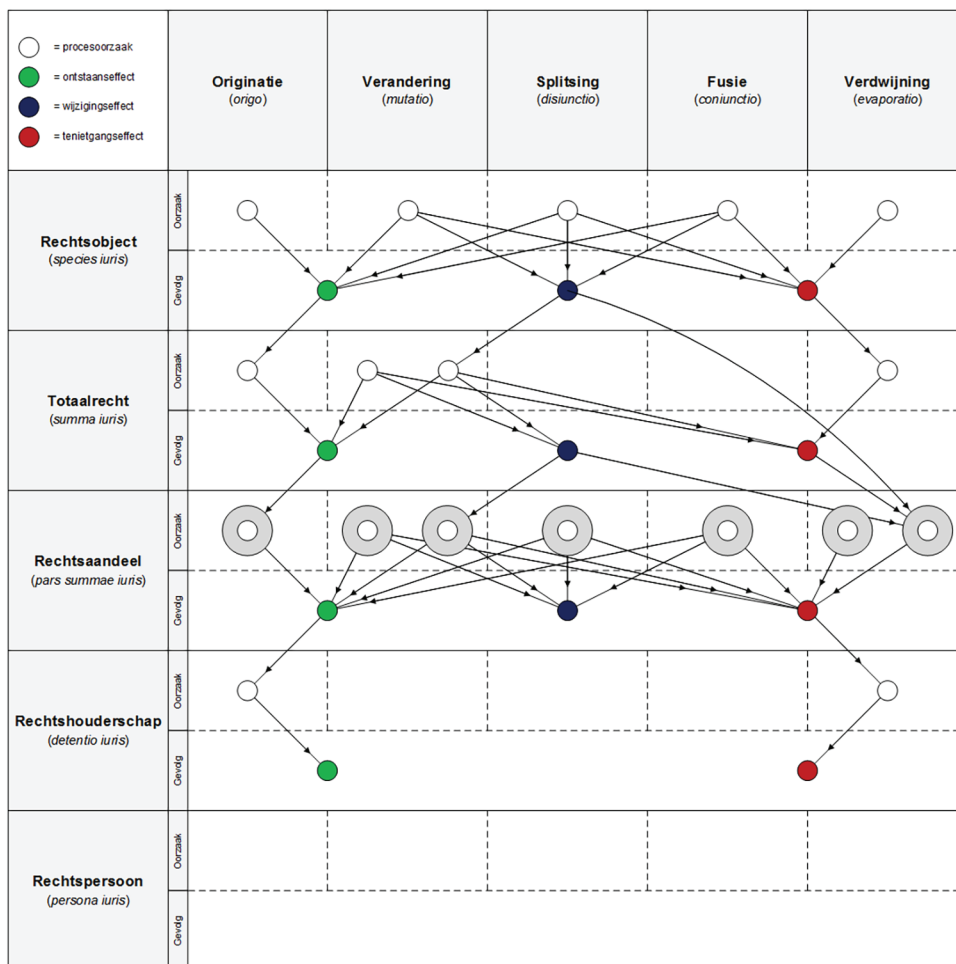 = procesoorzaak
= ontstaanseffect
= wijzigingseffect
= tenietgangseffect
Originatie
(origo)
Verandering
(mutatio)
Splitsing
(disiunctio)
Fusie
(coniunctio)
Verdwijning
(evaporatio)
Rechtsobject
(species iuris)
Oorzaak
Gevolg
Totaalrecht
(summa iuris)
Oorzaak
Gevolg
Rechtsaandeel
(pars summae iuris)
Oorzaak
Gevolg
Rechtshouderschap
(detentio iuris)
Oorzaak
Gevolg
Rechtspersoon
(persona iuris)
Oorzaak
Gevolg